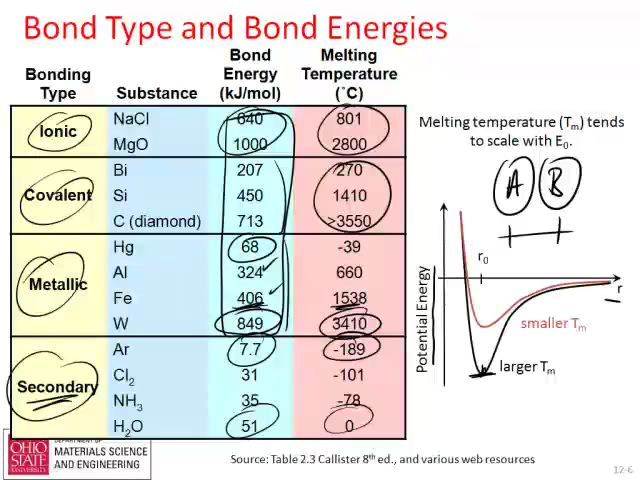 Bond Type and Bond Energies
Bonding Type Substance Bond Energy (kJ/mol) Melting Temperature (˚C)
Ionic
NaCl 640 801
MgO 1000 2800
Covalent
Bi 207 270
Si 450 1410
C (diamond) 713 >3550
Metallic
Hg 68 -39
Al 324 660
Fe 406 1538
W 849 3410
Secondary
Ar 7.7 -189
Cl2 31 -101
NH3 35 -78
H2O 51 0
Melting temperature (Tm) tends
to scale with E0.
A B
r0
r
Potential Energy
smaller Tm
larger Tm
OHIO
STATE
UNIVERSITY
DEPARTMENT OF
MATERIALS SCIENCE
AND ENGINEERING
Source: Table 2.3 Callister 8th ed., and various web resources
12-6